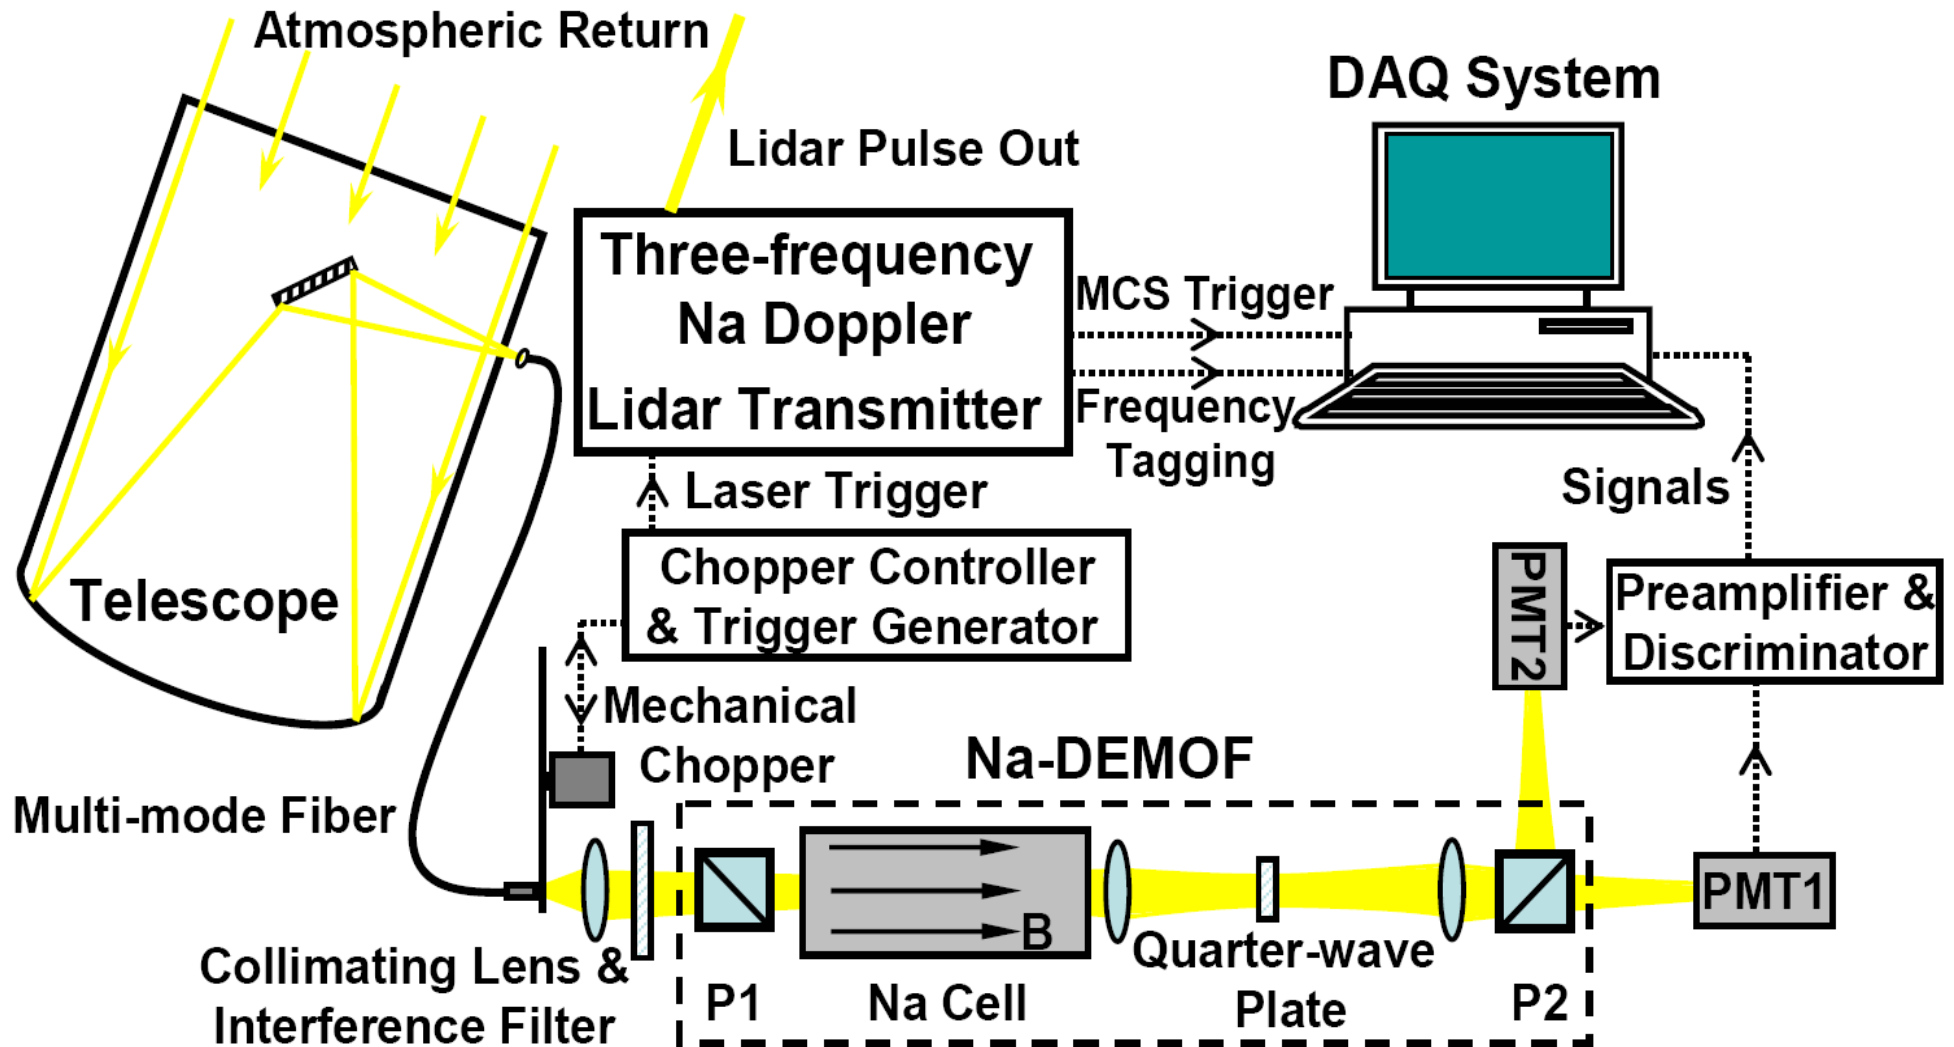 Atmospheric Return
DAQ System
Lidar Pulse Out
Three-frequency
Na Doppler
Lidar Transmitter
MCS Trigger
Frequency
Tagging
Laser Trigger
Signals
Chopper Controller
& Trigger Generator
PMT2
Preamplifier &
Discriminator
Telescope
Mechanical
Chopper
Na-DEMOF
Multi-mode Fiber
PMT1
B
Quarter-wave
Plate
Collimating Lens &
Interference Filter
P1
Na Cell
P2